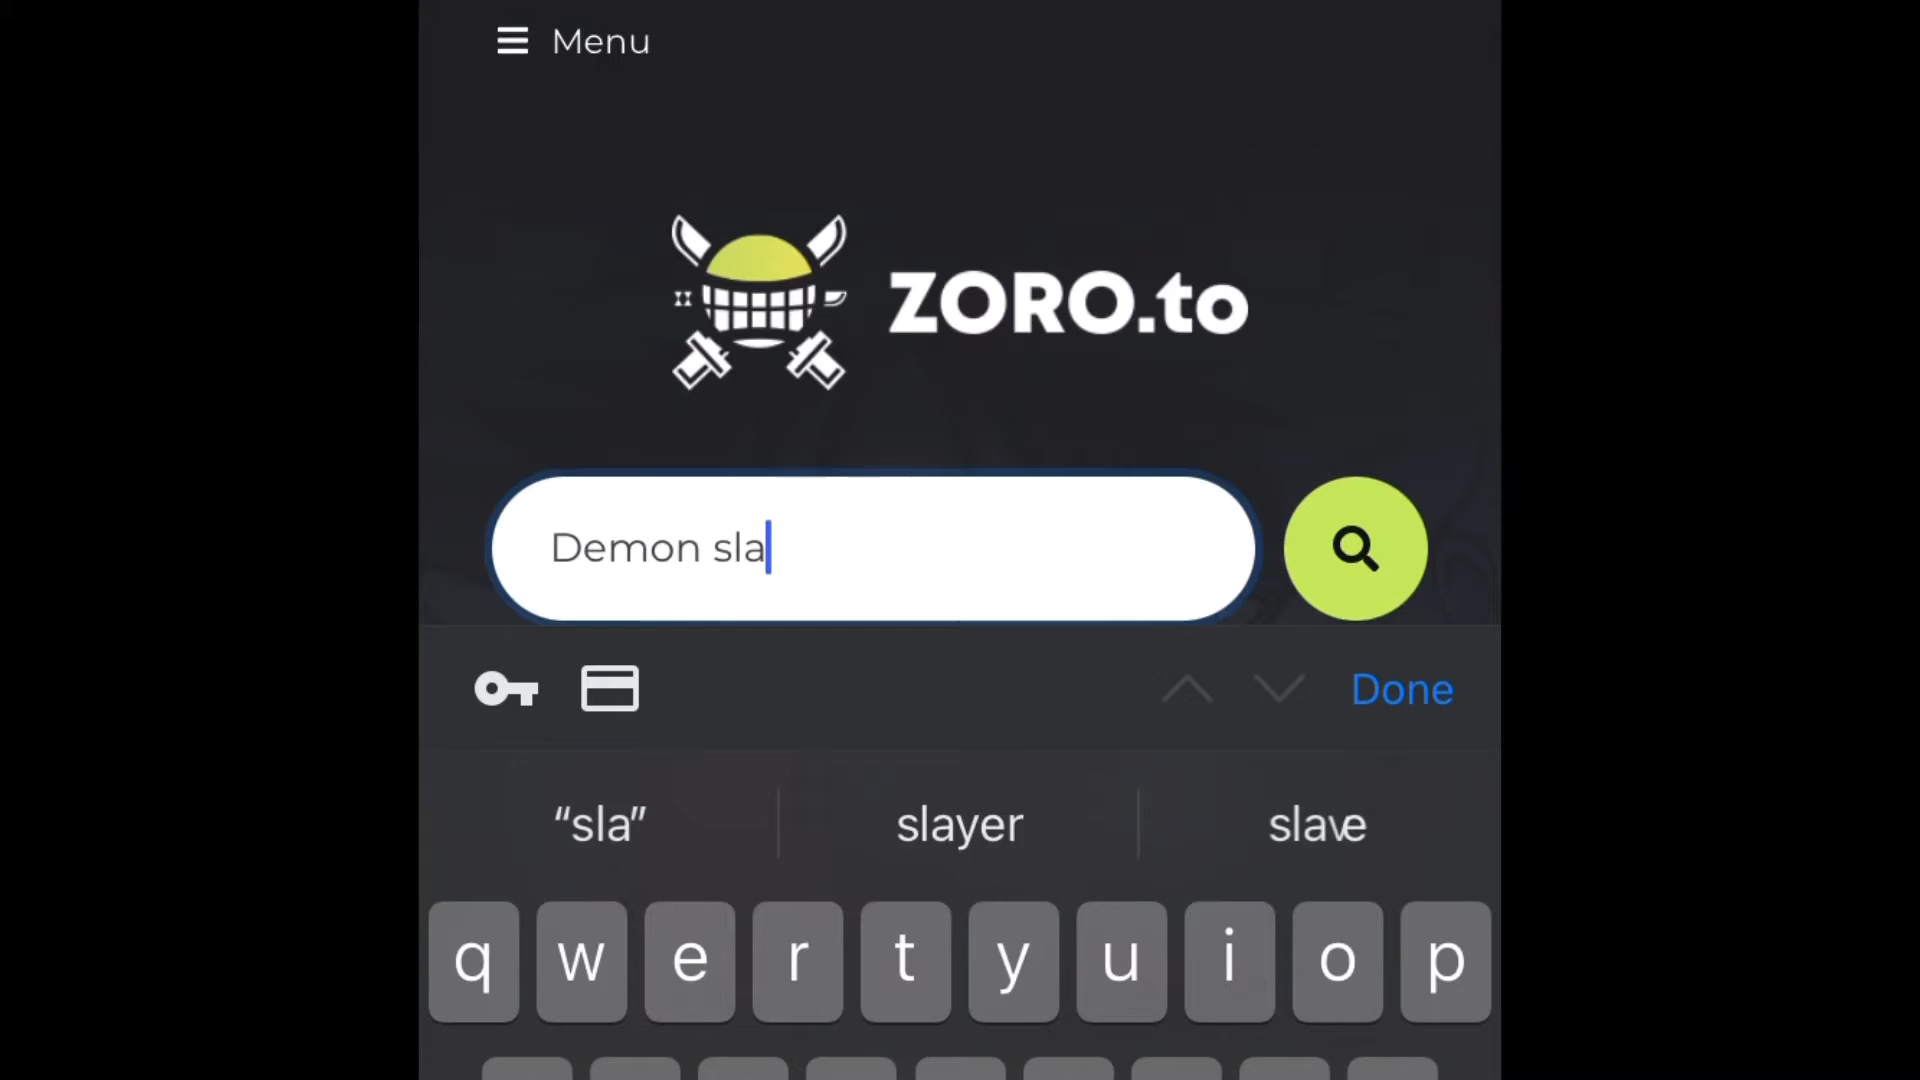 Menu
ZORO.to
Demon sla
Done
“sla” slayer slave
q w e r t y u i o p